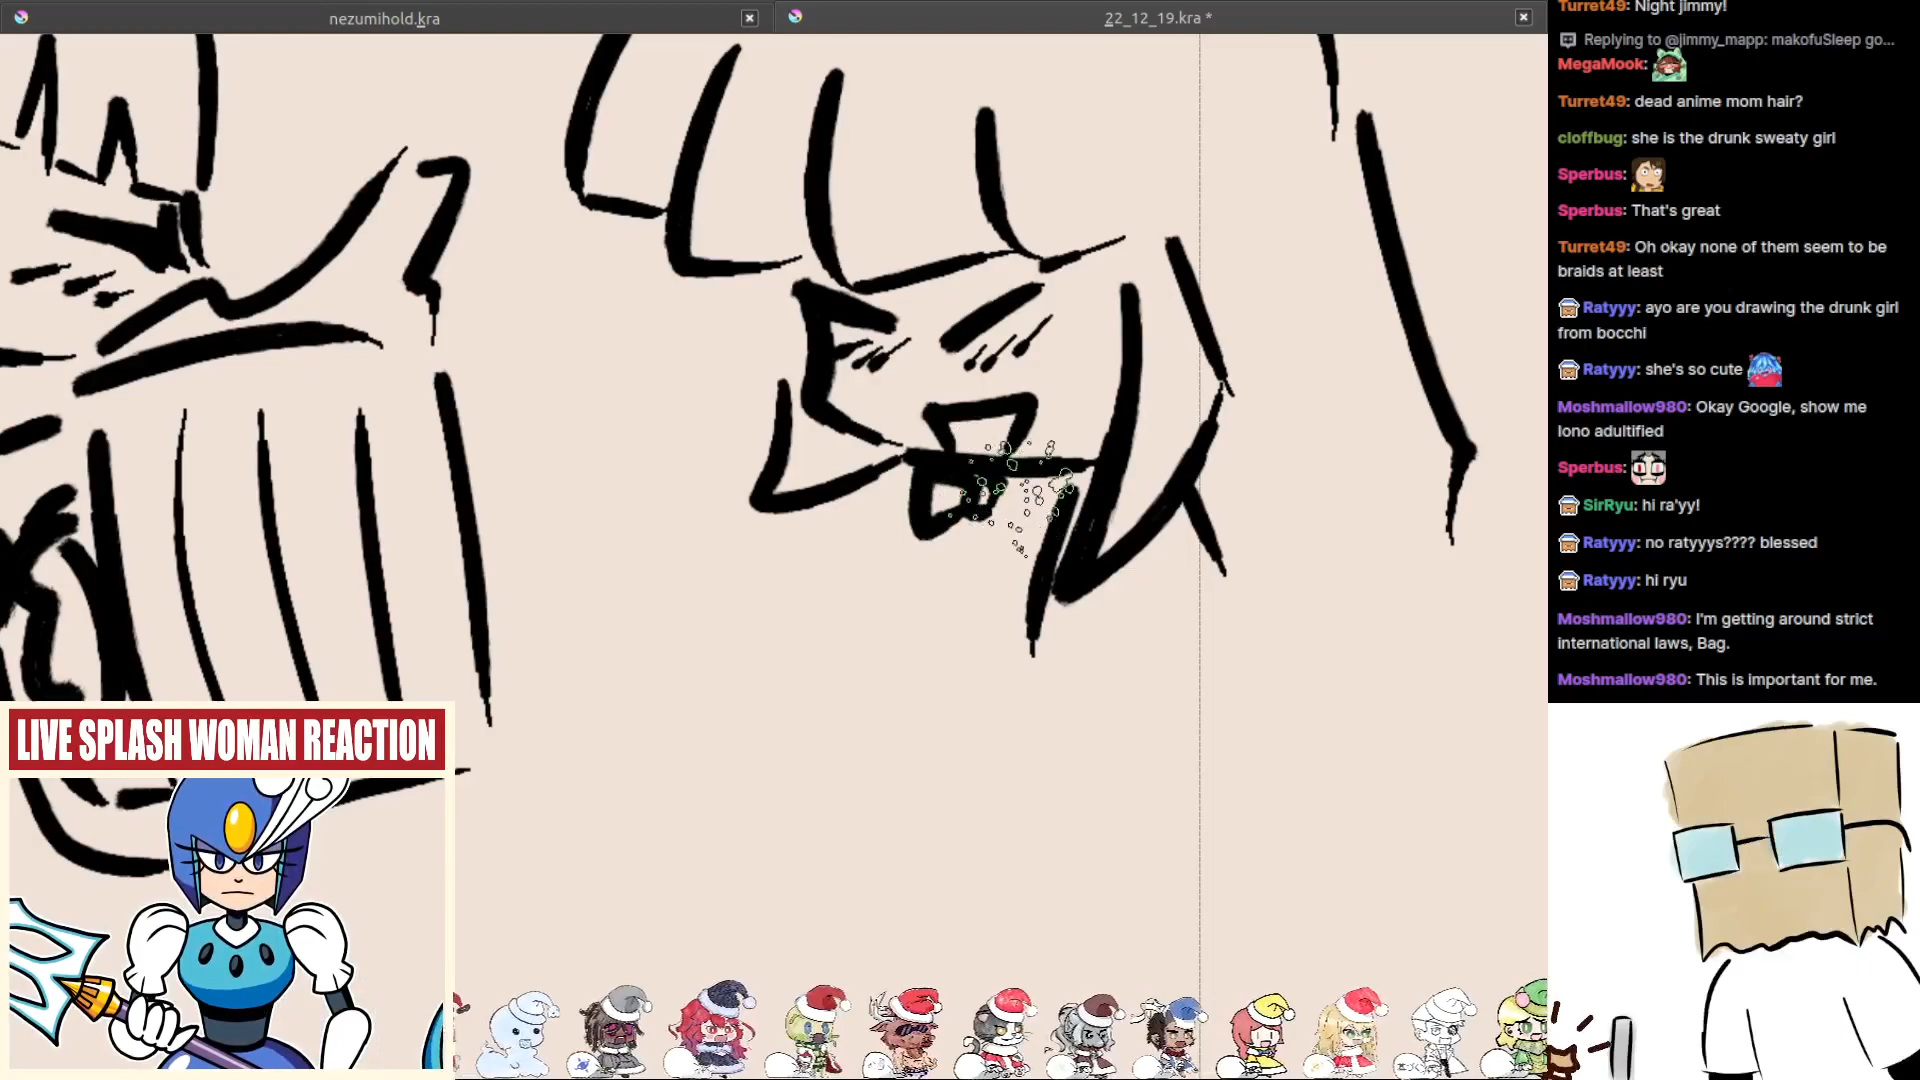 nezumihold.kra
22_12_19.kra *
Turret49: Night jimmy!
Replying to @jimmy_mapp: makofuSleep go...
MegaMook:
Turret49: dead anime mom hair?
cloffbug: she is the drunk sweaty girl
Sperbus:
Sperbus: That's great
Turret49: Oh okay none of them seem to be
braids at least
Ratyyy: ayo are you drawing the drunk girl
from bocchi
Ratyyy: she's so cute
Moshmallow980: Okay Google, show me
Iono adultified
Sperbus:
SirRyu: hi ra'yy!
Ratyyy: no ratyyys???? blessed
Ratyyy: hi ryu
Moshmallow980: I'm getting around strict
international laws, Bag.
Moshmallow980: This is important for me.
LIVE SPLASH WOMAN REACTION